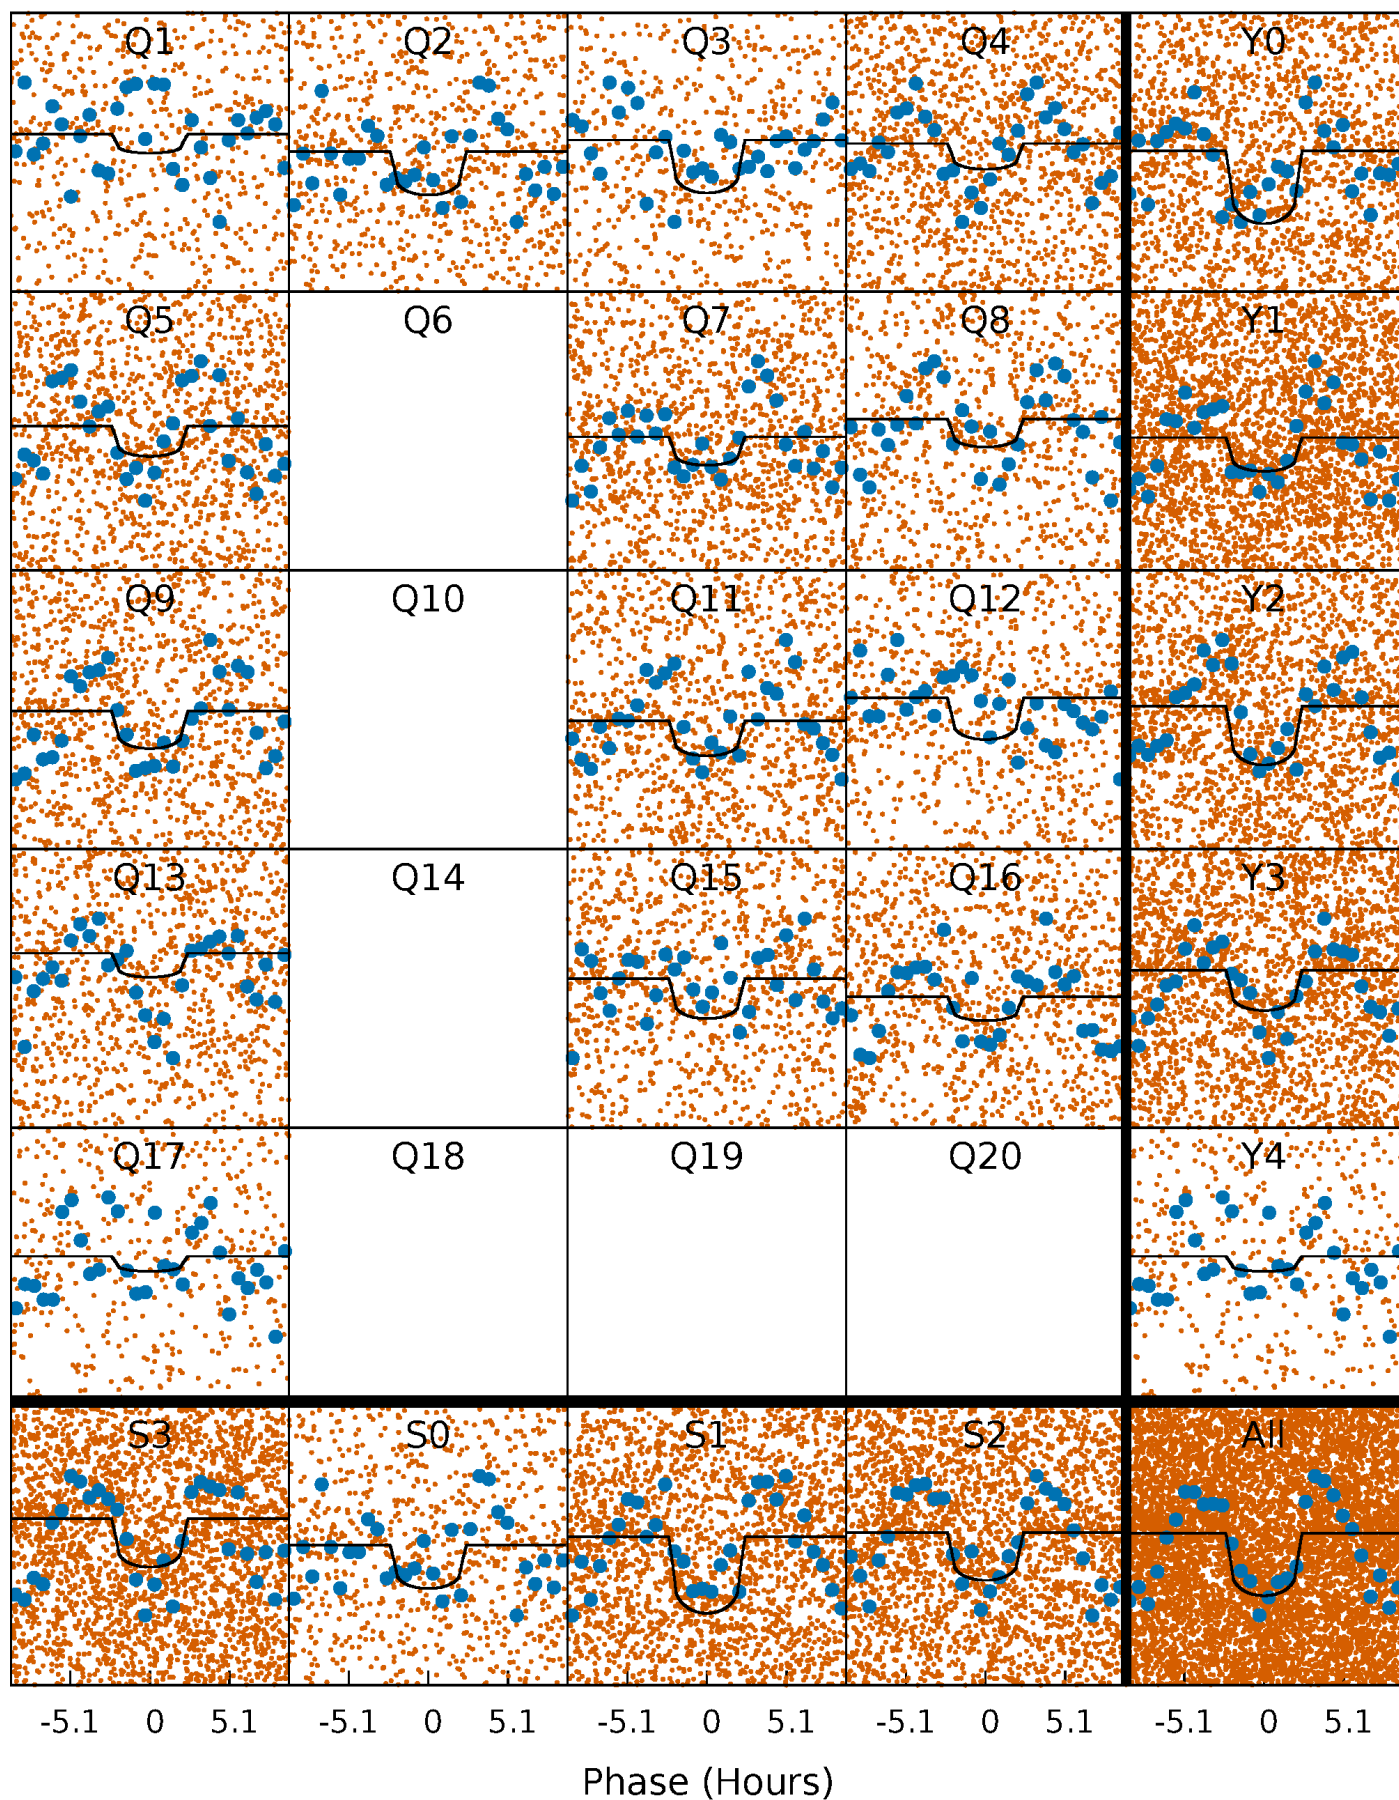 Q1 Q2 Q3 Q4 Y0
Q5 Q6 Q7 Q8 Y1
Q9 Q10 Q11 Q12 Y2
Q13 Q14 Q15 Q16 Y3
Q17 Q18 Q19 Q20 Y4
S3 S0 S1 S2 All
-5.1 0 5.1 -5.1 0 5.1 -5.1 0 5.1 -5.1 0 5.1 -5.1 0 5.1
Phase (Hours)